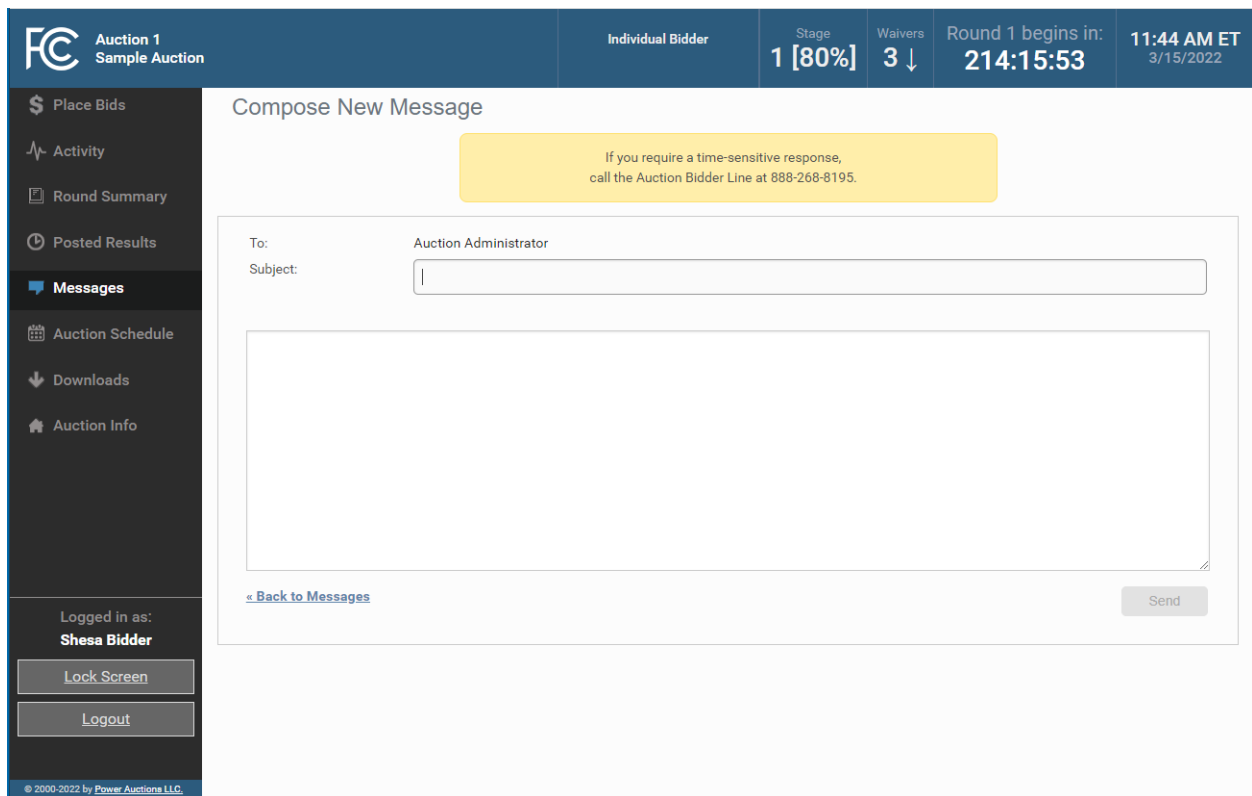 FCC
Auction 1
Sample Auction
Individual Bidder
Stage
1 [80%]
Waivers
3 ↓
Round 1 begins in:
214:15:53
11:44 AM ET
3/15/2022
Place Bids
Activity
Round Summary
Posted Results
Messages
Auction Schedule
Downloads
Auction Info
Logged in as:
Shesa Bidder
Lock Screen
Logout
© 2000-2022 by Power Auctions LLC.
Compose New Message
If you require a time-sensitive response,
call the Auction Bidder Line at 888-268-8195.
To: Auction Administrator
Subject:
« Back to Messages
Send